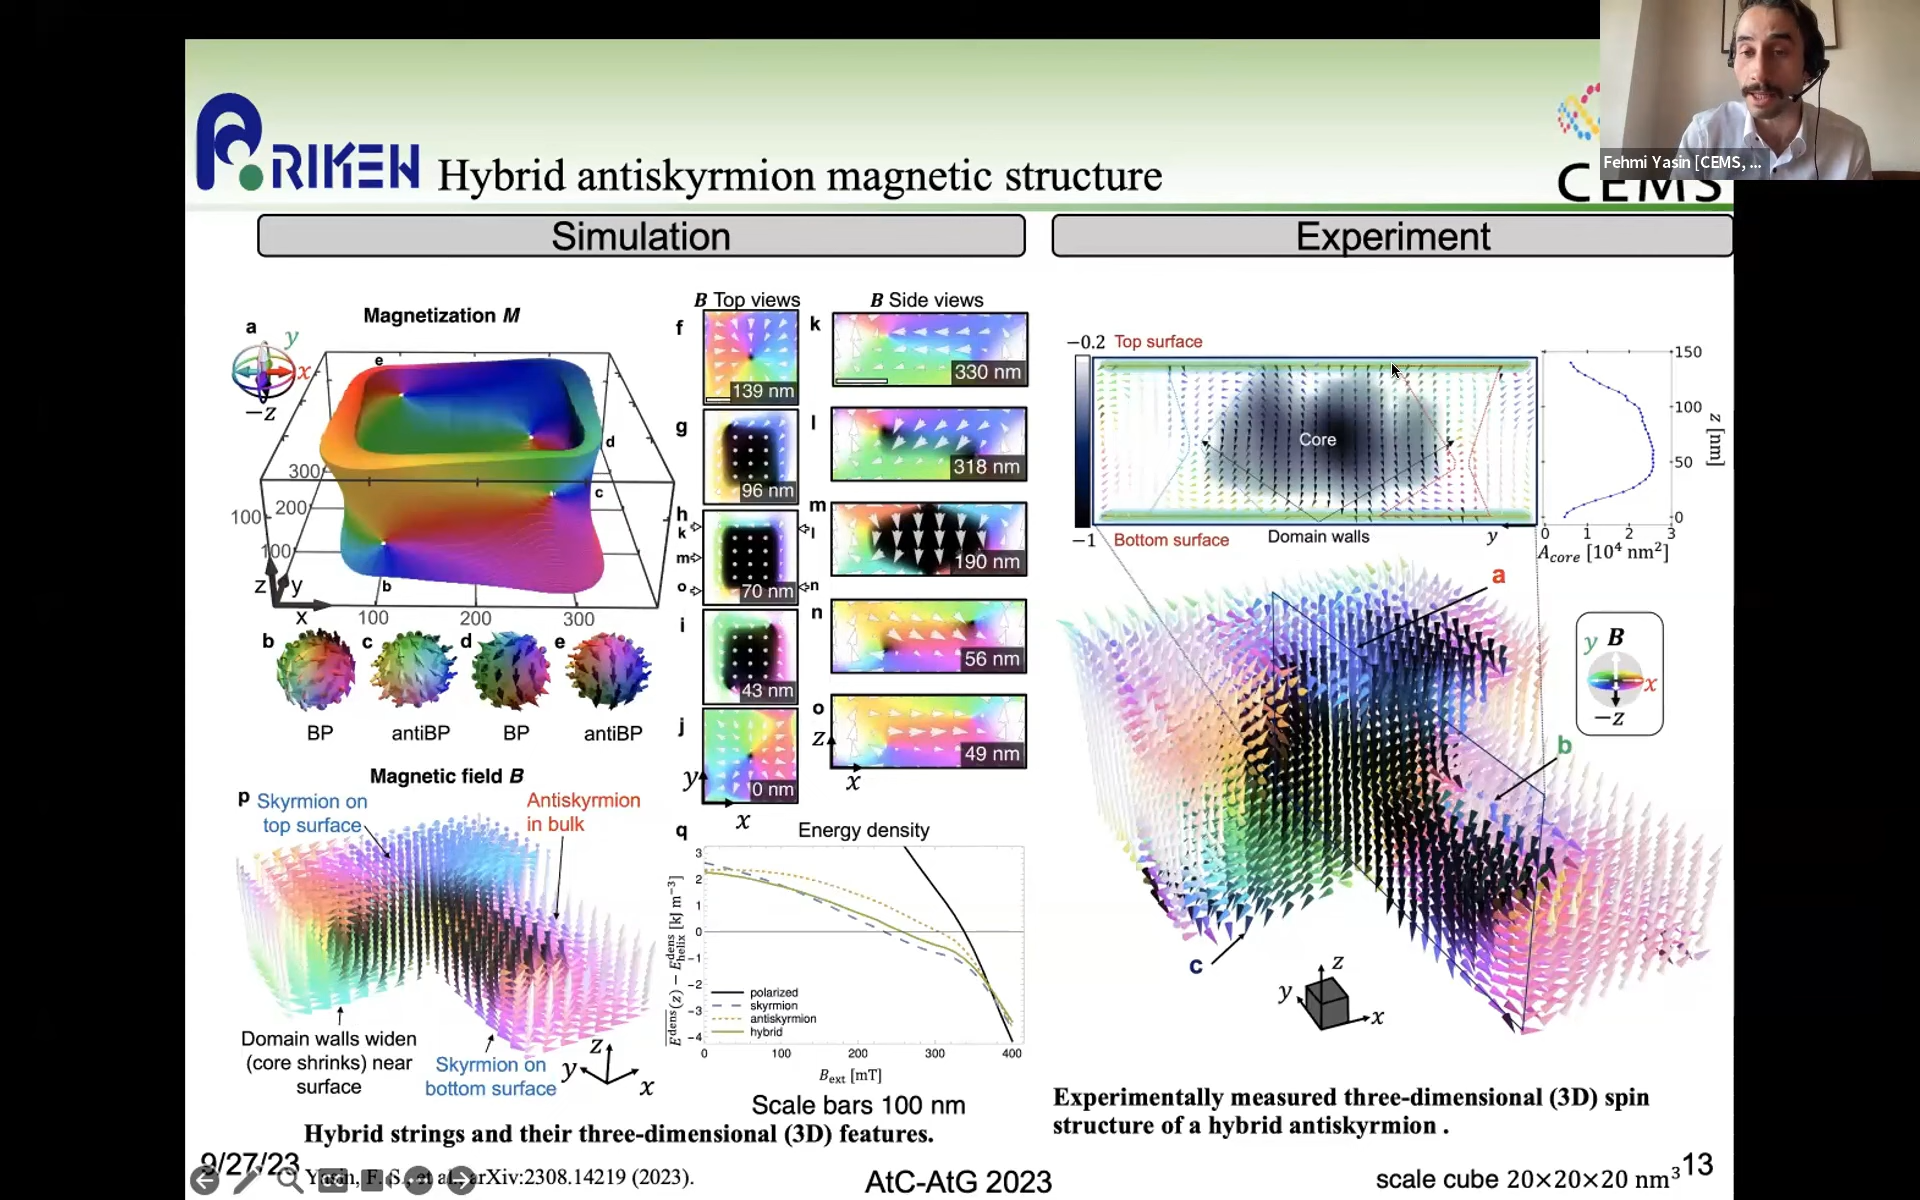 RIKEN
Hybrid antiskyrmion magnetic structure
CEMS
Fehmi Yasin [CEMS, ...
Simulation
Experiment
Magnetization M
a
y
x
−z
e
d
c
b
300
200
100
100
z
y
x
100
200
300
b
c
d
e
BP
antiBP
BP
antiBP
Magnetic field B
p
Skyrmion on
top surface
Antiskyrmion
in bulk
Domain walls widen
(core shrinks) near
surface
Skyrmion on
bottom surface
z
y
x
B Top views
f
139 nm
g
96 nm
h
k
l
m
o
n
70 nm
i
43 nm
j
0 nm
y
x
B Side views
k
330 nm
l
318 nm
m
190 nm
n
56 nm
o
49 nm
z
x
q
Energy density
3
2
1
0
−1
−2
−3
−4
polarized
skyrmion
antiskyrmion
hybrid
0
100
200
300
400
B_ext [mT]
E^dens(z) − E^dens_helix [kJ m⁻³]
Scale bars 100 nm
Hybrid strings and their three-dimensional (3D) features.
−0.2
Top surface
Core
−1
Bottom surface
Domain walls
y
150
100
50
0
z [nm]
0
1
2
3
A_core [10⁴ nm²]
a
b
c
y B
x
−z
z
y
x
Experimentally measured three-dimensional (3D) spin
structure of a hybrid antiskyrmion .
9/27/23
Yasin, F. S., et al., arXiv:2308.14219 (2023).
AtC-AtG 2023
scale cube 20×20×20 nm³
13